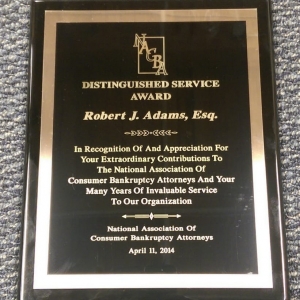 NACBA
DISTINGUISHED SERVICE
AWARD
Robert J. Adams, Esq.
In Recognition Of And Appreciation For
Your Extraordinary Contributions To
The National Association Of
Consumer Bankruptcy Attorneys And Your
Many Years Of Invaluable Service
To Our Organization
National Association Of
Consumer Bankruptcy Attorneys
April 11, 2014